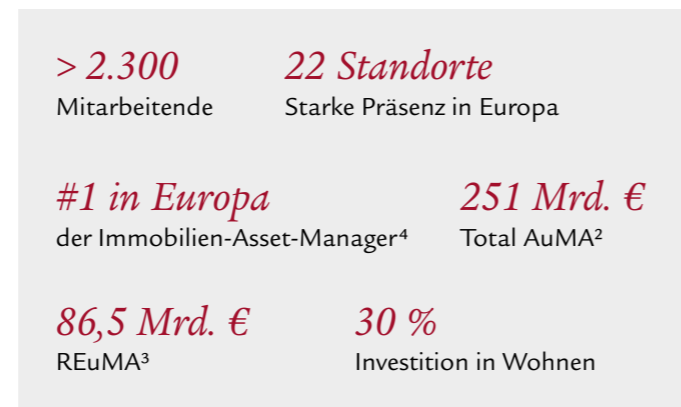 > 2.300
Mitarbeitende
22 Standorte
Starke Präsenz in Europa
#1 in Europa
der Immobilien-Asset-Manager⁴
251 Mrd. €
Total AuMA²
86,5 Mrd. €
REuMA³
30 %
Investition in Wohnen